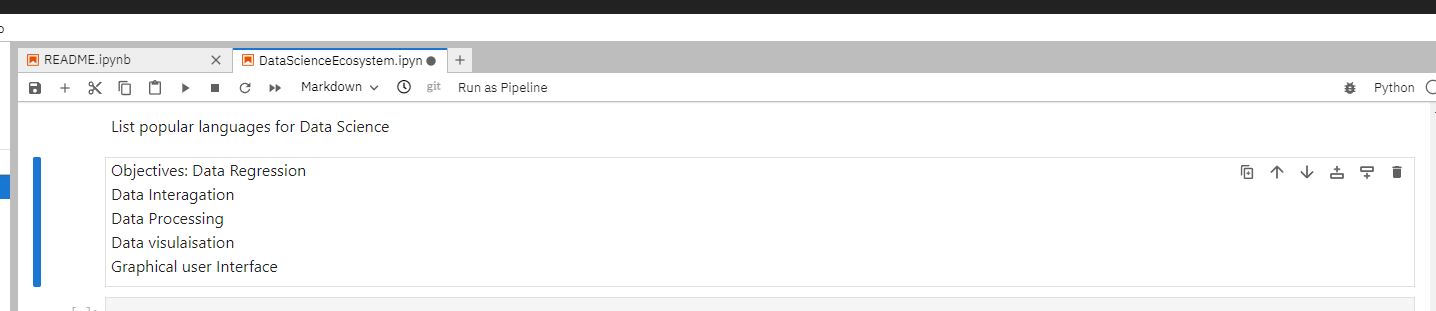 README.ipynb
DataScienceEcosystem.ipyn
Markdown
git
Run as Pipeline
Python
List popular languages for Data Science
Objectives: Data Regression
Data Interagation
Data Processing
Data visulaisation
Graphical user Interface